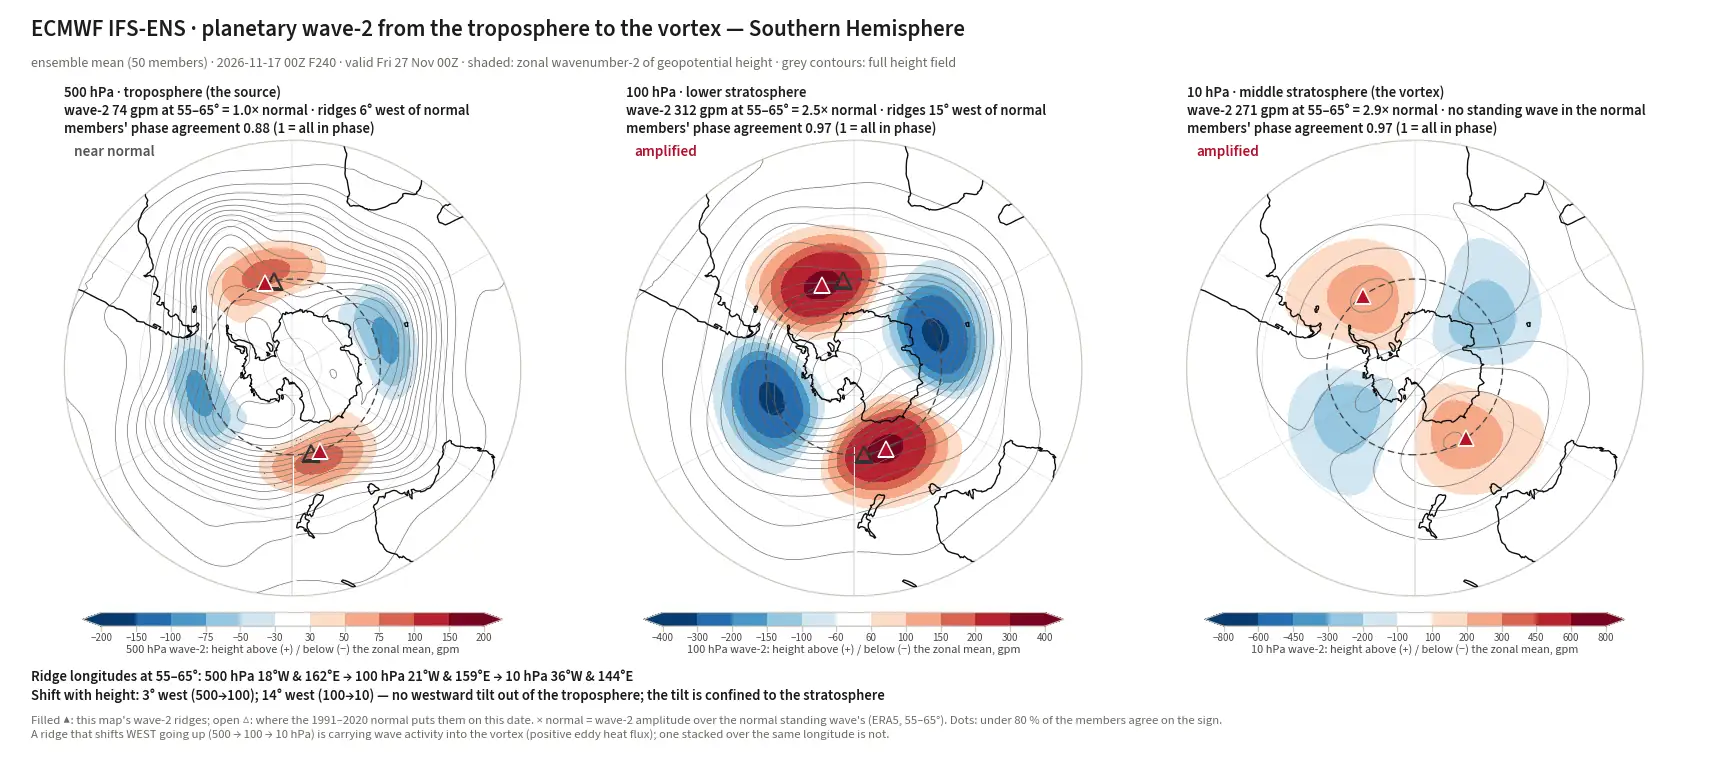 ECMWF IFS-ENS · planetary wave-2 from the troposphere to the vortex — Southern Hemisphere
ensemble mean (50 members) · 2026-11-17 00Z F240 · valid Fri 27 Nov 00Z · shaded: zonal wavenumber-2 of geopotential height · grey contours: full height field
500 hPa · troposphere (the source)
wave-2 74 gpm at 55–65° = 1.0× normal · ridges 6° west of normal
members' phase agreement 0.88 (1 = all in phase)
near normal
100 hPa · lower stratosphere
wave-2 312 gpm at 55–65° = 2.5× normal · ridges 15° west of normal
members' phase agreement 0.97 (1 = all in phase)
amplified
10 hPa · middle stratosphere (the vortex)
wave-2 271 gpm at 55–65° = 2.9× normal · no standing wave in the normal
members' phase agreement 0.97 (1 = all in phase)
amplified
−200 −150 −100 −75 −50 −30 30 50 75 100 150 200
500 hPa wave-2: height above (+) / below (−) the zonal mean, gpm
−400 −300 −200 −150 −100 −60 60 100 150 200 300 400
100 hPa wave-2: height above (+) / below (−) the zonal mean, gpm
−800 −600 −450 −300 −200 −100 100 200 300 450 600 800
10 hPa wave-2: height above (+) / below (−) the zonal mean, gpm
Ridge longitudes at 55–65°: 500 hPa 18°W & 162°E → 100 hPa 21°W & 159°E → 10 hPa 36°W & 144°E
Shift with height: 3° west (500→100); 14° west (100→10) — no westward tilt out of the troposphere; the tilt is confined to the stratosphere
Filled ▲: this map's wave-2 ridges; open △: where the 1991–2020 normal puts them on this date. × normal = wave-2 amplitude over the normal standing wave's (ERA5, 55–65°). Dots: under 80 % of the members agree on the sign.
A ridge that shifts WEST going up (500 → 100 → 10 hPa) is carrying wave activity into the vortex (positive eddy heat flux); one stacked over the same longitude is not.